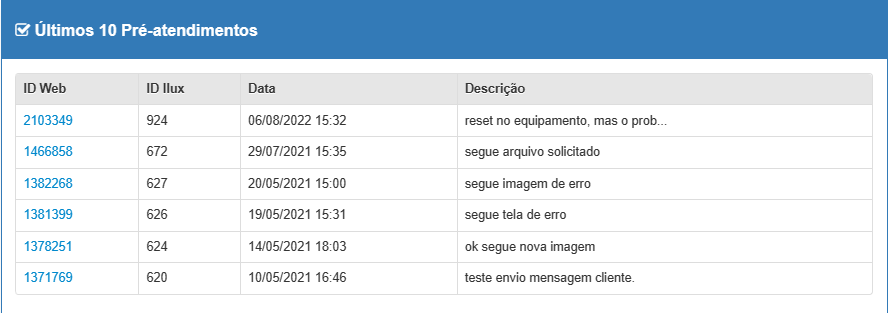 Últimos 10 Pré-atendimentos
ID Web ID Ilux Data Descrição
2103349 924 06/08/2022 15:32 reset no equipamento, mas o prob...
1466858 672 29/07/2021 15:35 segue arquivo solicitado
1382268 627 20/05/2021 15:00 segue imagem de erro
1381399 626 19/05/2021 15:31 segue tela de erro
1378251 624 14/05/2021 18:03 ok segue nova imagem
1371769 620 10/05/2021 16:46 teste envio mensagem cliente.